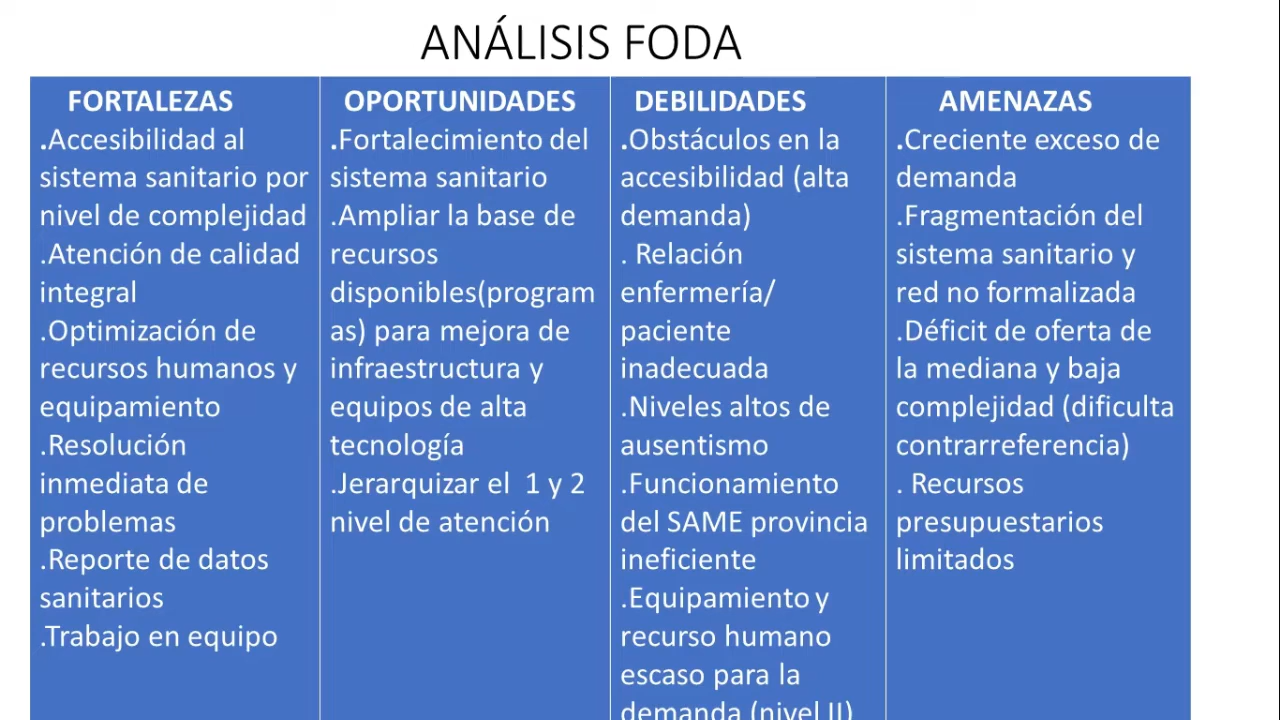 ANÁLISIS FODA
FORTALEZAS
.Accesibilidad al
sistema sanitario por
nivel de complejidad
.Atención de calidad
integral
.Optimización de
recursos humanos y
equipamiento
.Resolución
inmediata de
problemas
.Reporte de datos
sanitarios
.Trabajo en equipo
OPORTUNIDADES
.Fortalecimiento del
sistema sanitario
.Ampliar la base de
recursos
disponibles(program
as) para mejora de
infraestructura y
equipos de alta
tecnología
.Jerarquizar el  1 y 2
nivel de atención
DEBILIDADES
.Obstáculos en la
accesibilidad (alta
demanda)
. Relación
enfermería/
paciente
inadecuada
.Niveles altos de
ausentismo
.Funcionamiento
del SAME provincia
ineficiente
.Equipamiento y
recurso humano
escaso para la
demanda (nivel II)
AMENAZAS
.Creciente exceso de
demanda
.Fragmentación del
sistema sanitario y
red no formalizada
.Déficit de oferta de
la mediana y baja
complejidad (dificulta
contrarreferencia)
. Recursos
presupuestarios
limitados